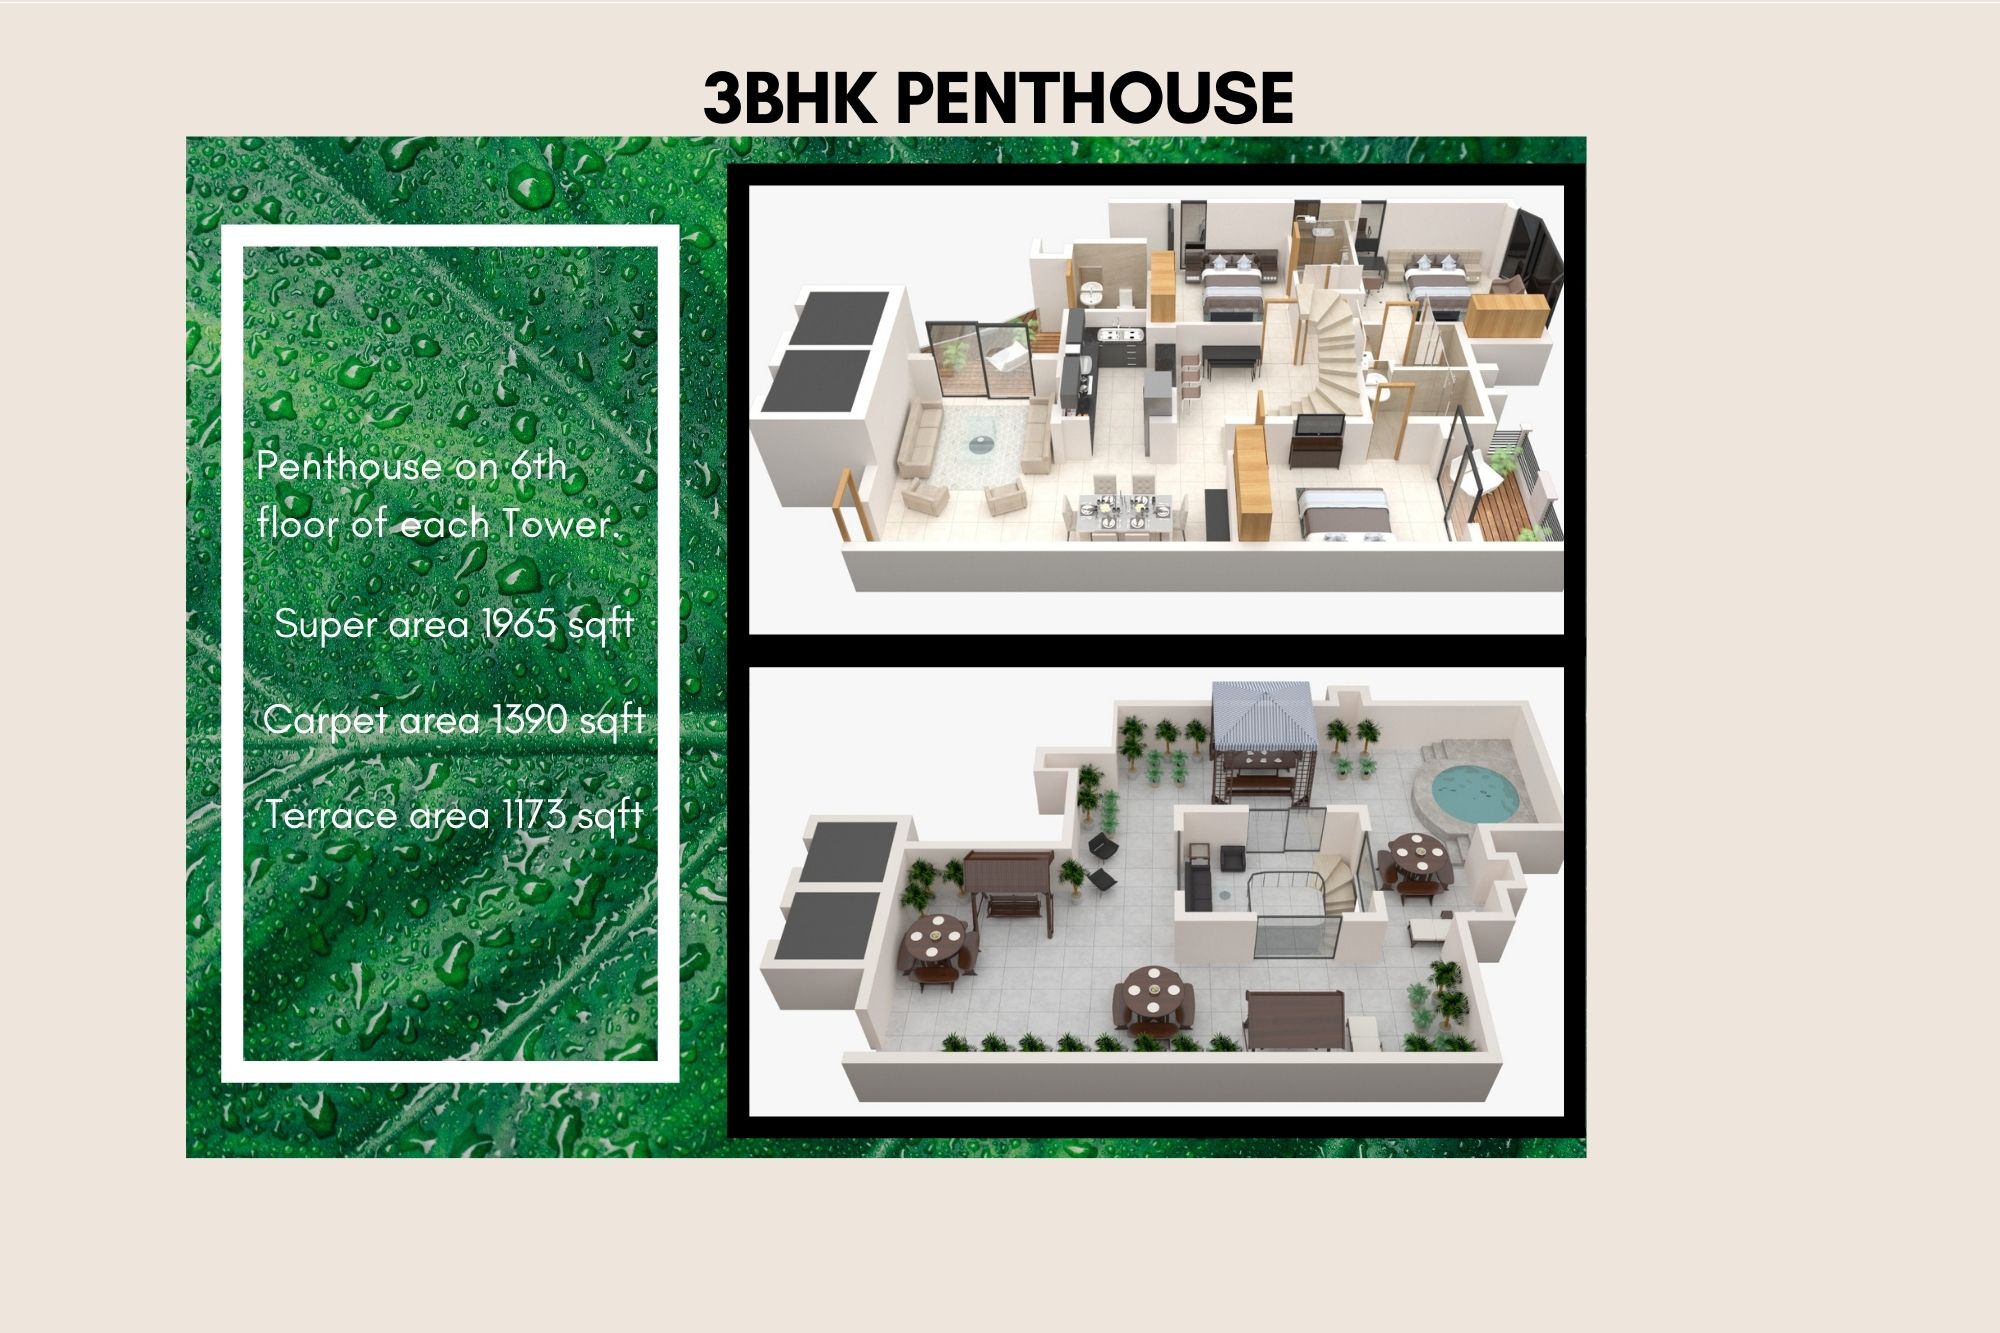 3BHK PENTHOUSE
Penthouse on 6th
floor of each Tower.
Super area 1965 sqft
Carpet area 1390 sqft
Terrace area 1173 sqft